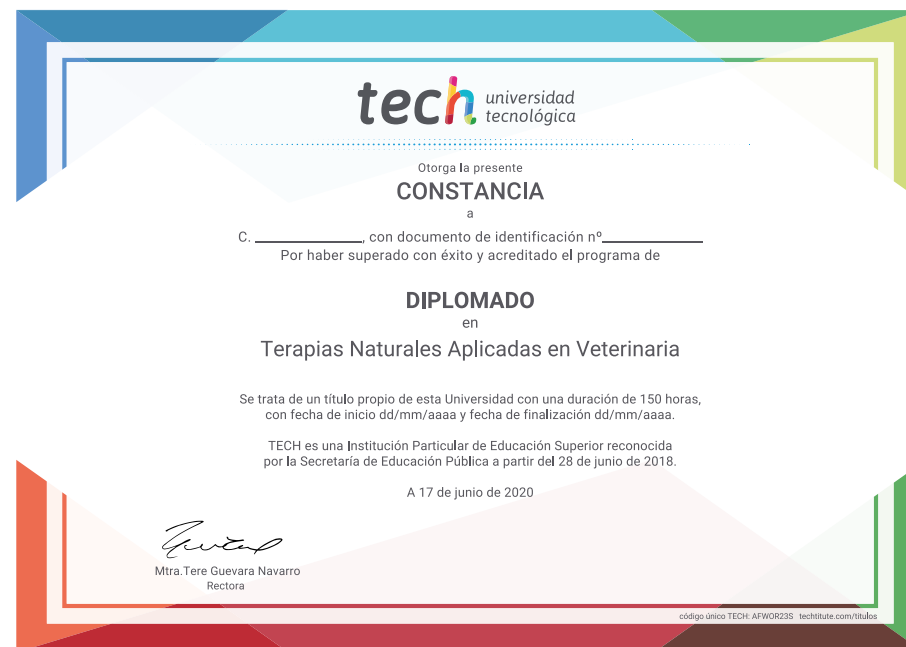 tech universidad
tecnológica
Otorga la presente
CONSTANCIA
a
C. ____________, con documento de identificación nº____________
Por haber superado con éxito y acreditado el programa de
DIPLOMADO
en
Terapias Naturales Aplicadas en Veterinaria
Se trata de un título propio de esta Universidad con una duración de 150 horas,
con fecha de inicio dd/mm/aaaa y fecha de finalización dd/mm/aaaa.
TECH es una Institución Particular de Educación Superior reconocida
por la Secretaría de Educación Pública a partir del 28 de junio de 2018.
A 17 de junio de 2020
Mtra.Tere Guevara Navarro
Rectora
código único TECH: AFWOR23S techtitute.com/titulos